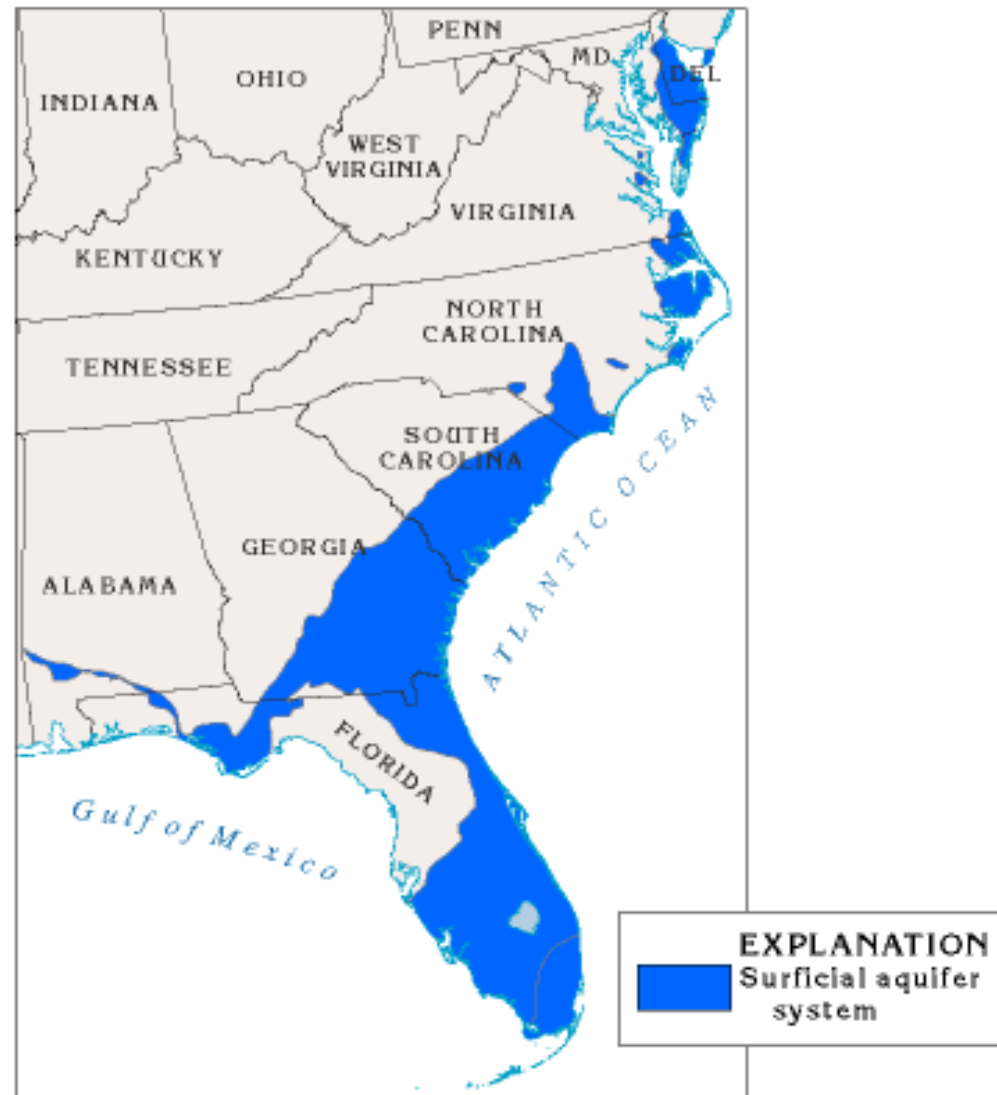 PENN
MD
DEL
OHIO
INDIANA
WEST
VIRGINIA
VIRGINIA
KENTUCKY
NORTH
CAROLINA
TENNESSEE
SOUTH
CAROLINA
GEORGIA
ALABAMA
ATLANTIC OCEAN
FLORIDA
Gulf of Mexico
EXPLANATION
Surficial aquifer
system